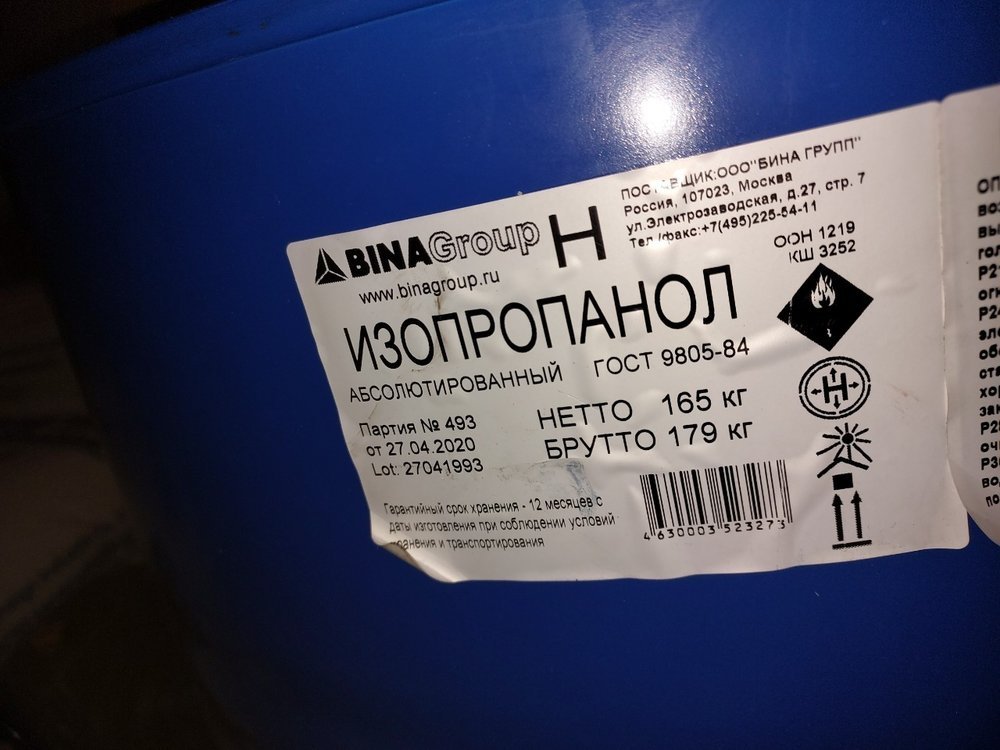 BINAGroup
www.binagroup.ru
H
ПОСТАВЩИК:ООО"БИНА ГРУПП"
Россия, 107023, Москва
ул.Электрозаводская, д.27, стр. 7
Тел./факс:+7(495)225-54-11
ООН 1219
КШ 3252
ИЗОПРОПАНОЛ
АБСОЛЮТИРОВАННЫЙ ГОСТ 9805-84
Партия № 493
от 27.04.2020
Lot: 27041993
НЕТТО 165 кг
БРУТТО 179 кг
Н
Гарантийный срок хранения - 12 месяцев с
даты изготовления при соблюдении условий
хранения и транспортирования
4 630003 523273